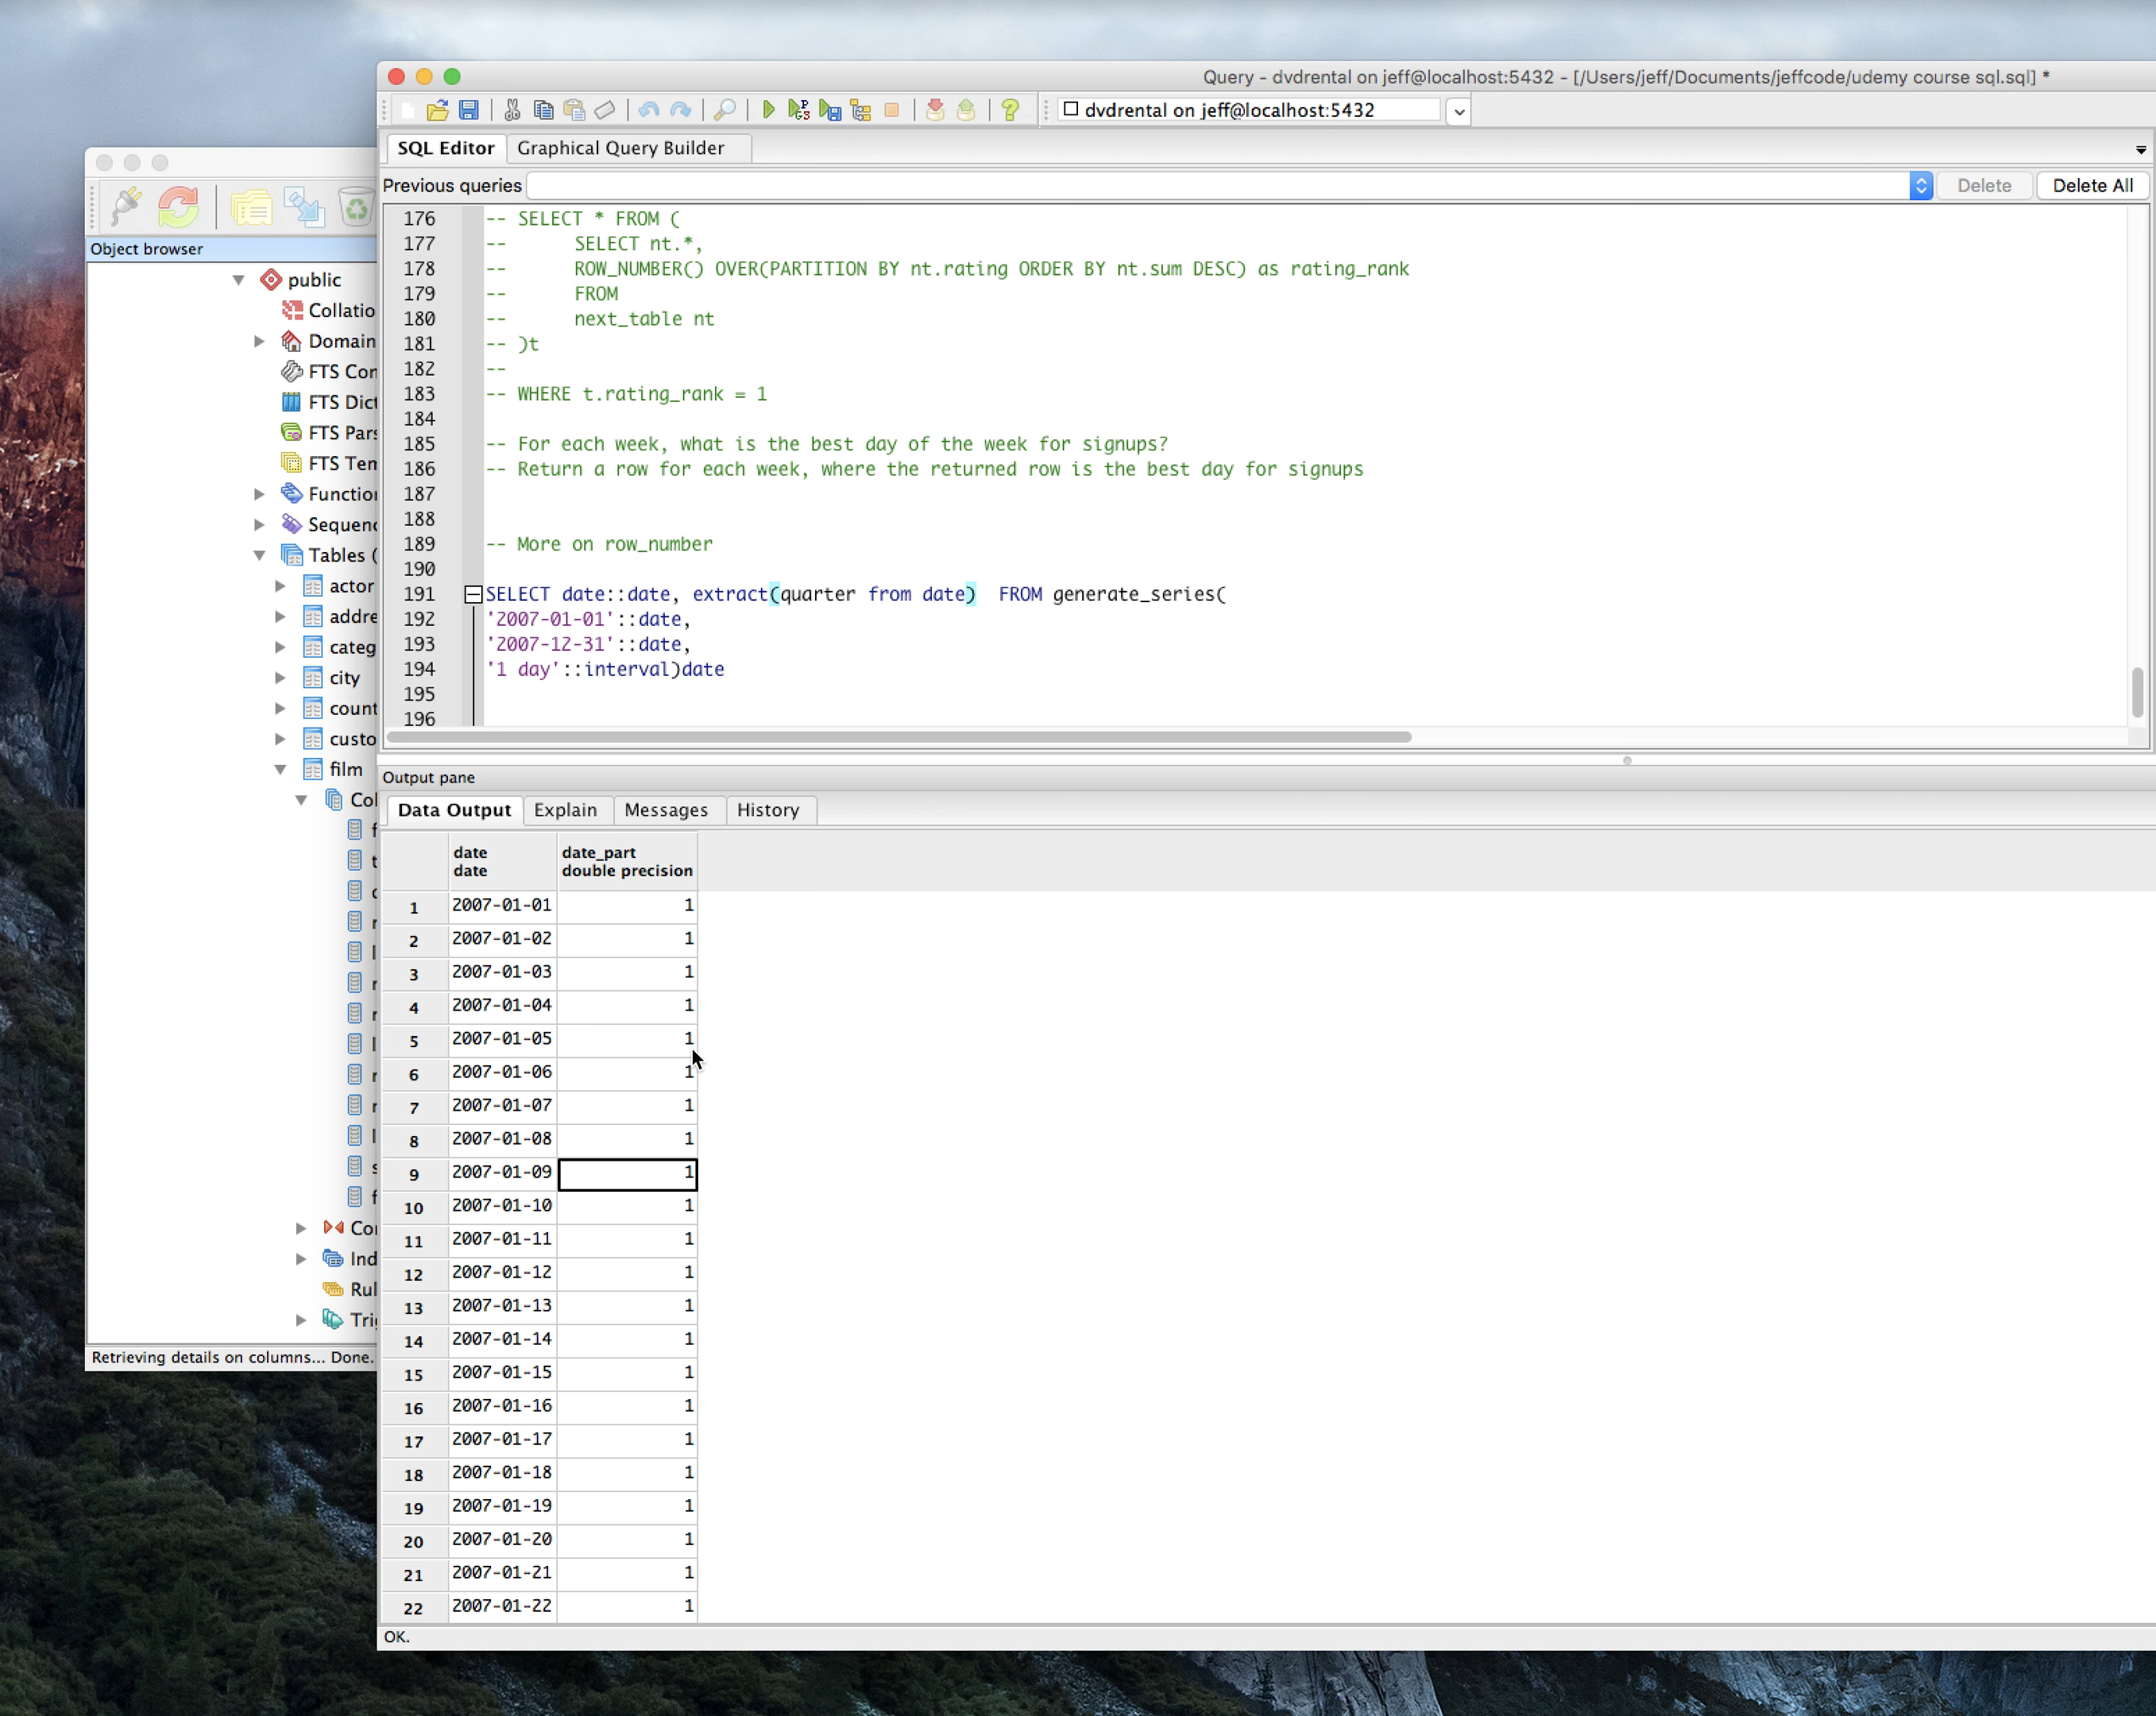 Query - dvdrental on jeff@localhost:5432 - [/Users/jeff/Documents/jeffcode/udemy course sql.sql] *
dvdrental on jeff@localhost:5432
SQL Editor
Graphical Query Builder
Previous queries
Delete
Delete All
176 -- SELECT * FROM (
177 -- SELECT nt.*,
178 -- ROW_NUMBER() OVER(PARTITION BY nt.rating ORDER BY nt.sum DESC) as rating_rank
179 -- FROM
180 -- next_table nt
181 -- )t
182 --
183 -- WHERE t.rating_rank = 1
184
185 -- For each week, what is the best day of the week for signups?
186 -- Return a row for each week, where the returned row is the best day for signups
187
188
189 -- More on row_number
190
191 SELECT date::date, extract(quarter from date)  FROM generate_series(
192 '2007-01-01'::date,
193 '2007-12-31'::date,
194 '1 day'::interval)date
195
196
Object browser
public
Collatio
Domain
FTS Con
FTS Dict
FTS Pars
FTS Tem
Function
Sequenc
Tables (
actor
addre
categ
city
count
custo
film
Col
Con
Ind
Rul
Trig
Retrieving details on columns... Done.
Output pane
Data Output
Explain
Messages
History
date date_part
date double precision
1 2007-01-01 1
2 2007-01-02 1
3 2007-01-03 1
4 2007-01-04 1
5 2007-01-05 1
6 2007-01-06 1
7 2007-01-07 1
8 2007-01-08 1
9 2007-01-09 1
10 2007-01-10 1
11 2007-01-11 1
12 2007-01-12 1
13 2007-01-13 1
14 2007-01-14 1
15 2007-01-15 1
16 2007-01-16 1
17 2007-01-17 1
18 2007-01-18 1
19 2007-01-19 1
20 2007-01-20 1
21 2007-01-21 1
22 2007-01-22 1
OK.